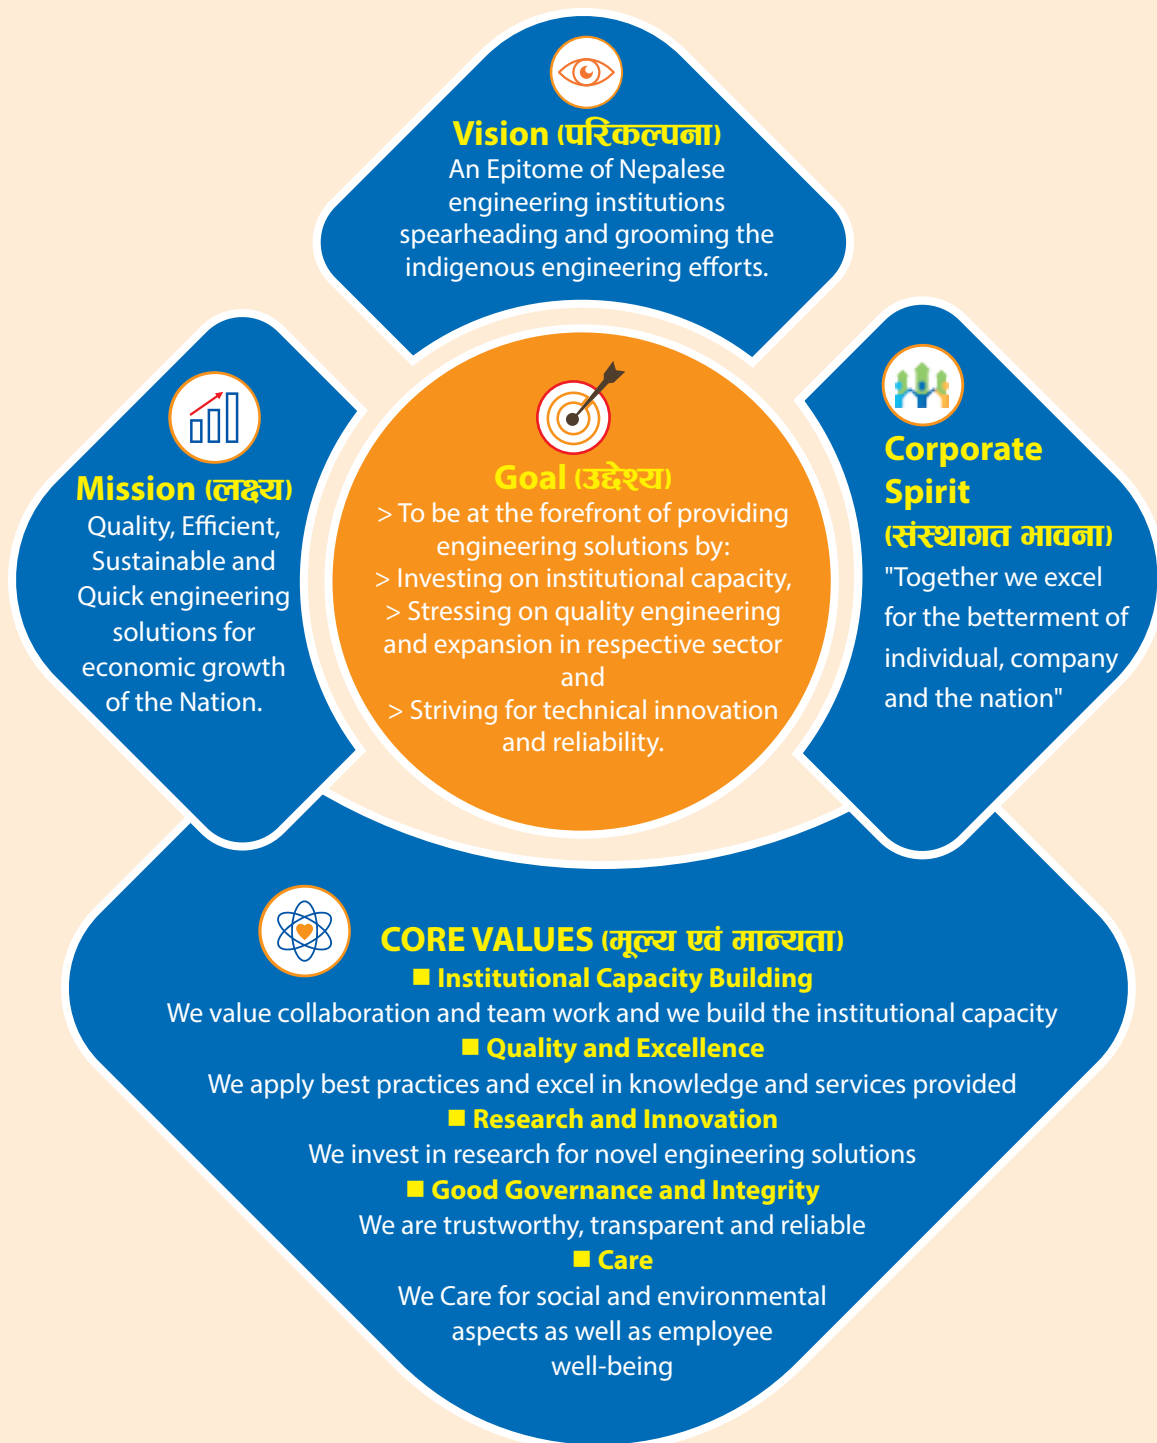 Vision (परिकल्पना)
An Epitome of Nepalese
engineering institutions
spearheading and grooming the
indigenous engineering efforts.
Mission (लक्ष्य)
Quality, Efficient,
Sustainable and
Quick engineering
solutions for
economic growth
of the Nation.
Goal (उद्देश्य)
> To be at the forefront of providing
engineering solutions by:
> Investing on institutional capacity,
> Stressing on quality engineering
and expansion in respective sector
and
> Striving for technical innovation
and reliability.
Corporate
Spirit
(संस्थागत भावना)
"Together we excel
for the betterment of
individual, company
and the nation"
CORE VALUES (मूल्य एवं मान्यता)
■ Institutional Capacity Building
We value collaboration and team work and we build the institutional capacity
■ Quality and Excellence
We apply best practices and excel in knowledge and services provided
■ Research and Innovation
We invest in research for novel engineering solutions
■ Good Governance and Integrity
We are trustworthy, transparent and reliable
■ Care
We Care for social and environmental
aspects as well as employee
well-being